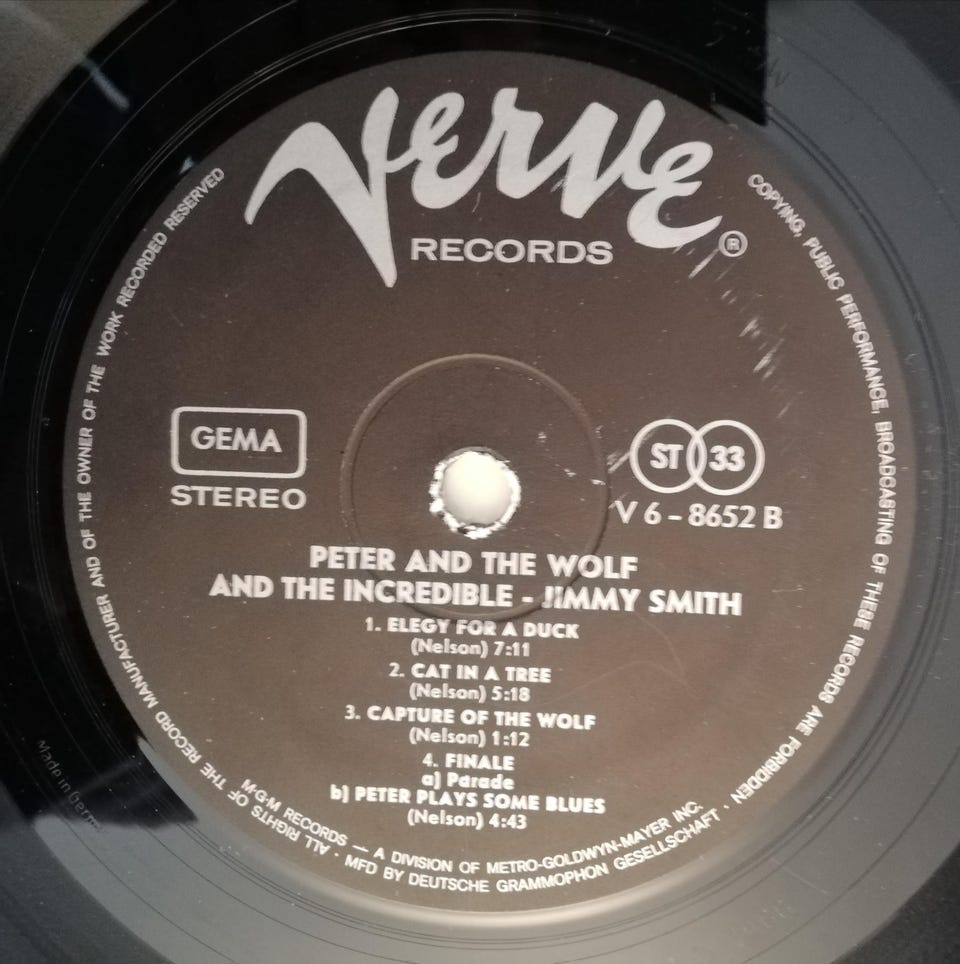 Verve
RECORDS ®
GEMA
STEREO
ST 33
V 6 - 8652 B
PETER AND THE WOLF
AND THE INCREDIBLE - JIMMY SMITH
1. ELEGY FOR A DUCK
(Nelson) 7:11
2. CAT IN A TREE
(Nelson) 5:18
3. CAPTURE OF THE WOLF
(Nelson) 1:12
4. FINALE
a) Parade
b) PETER PLAYS SOME BLUES
(Nelson) 4:43
M·G·M RECORDS — A DIVISION OF METRO-GOLDWYN-MAYER INC.
· ALL RIGHTS OF THE RECORD MANUFACTURER AND OF THE OWNER OF THE WORK RECORDED RESERVED
COPYING, PUBLIC PERFORMANCE, BROADCASTING OF THESE RECORDS ARE FORBIDDEN ·
MFD BY DEUTSCHE GRAMMOPHON GESELLSCHAFT ·
Made in